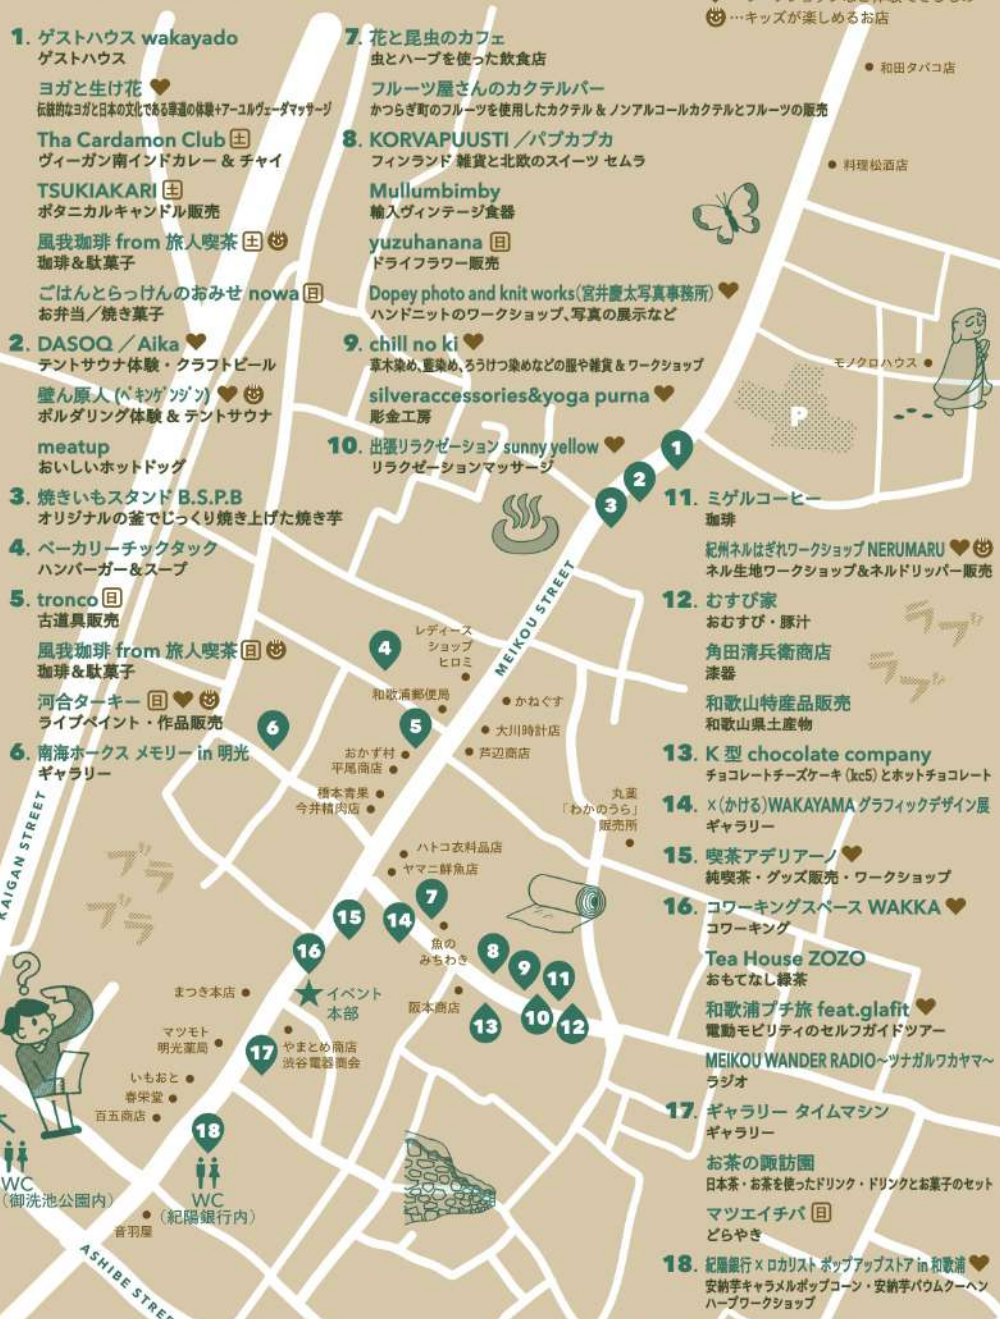 …キッズが楽しめるお店
1. ゲストハウス wakayado
ゲストハウス
ヨガと生け花
伝統的なヨガと日本の文化である華道の体験+アーユルヴェーダマッサージ
Tha Cardamon Club 土
ヴィーガン南インドカレー & チャイ
TSUKIAKARI 土
ボタニカルキャンドル販売
風我珈琲 from 旅人喫茶 土
珈琲&駄菓子
ごはんとらっけんのおみせ nowa 日
お弁当／焼き菓子
2. DASOQ ／Aika
テントサウナ体験・クラフトビール
壁ん原人 (ペキンゲンジン)
ボルダリング体験 & テントサウナ
meatup
おいしいホットドッグ
3. 焼きいもスタンド B.S.P.B
オリジナルの釜でじっくり焼き上げた焼き芋
4. ベーカリーチックタック
ハンバーガー&スープ
5. tronco 日
古道具販売
風我珈琲 from 旅人喫茶 日
珈琲&駄菓子
河合ターキー 日
ライブペイント・作品販売
6. 南海ホークス メモリー in 明光
ギャラリー
7. 花と昆虫のカフェ
虫とハーブを使った飲食店
フルーツ屋さんのカクテルバー
かつらぎ町のフルーツを使用したカクテル & ノンアルコールカクテルとフルーツの販売
8. KORVAPUUSTI ／パブカプカ
フィンランド 雑貨と北欧のスイーツ セムラ
Mullumbimby
輸入ヴィンテージ食器
yuzuhanana 日
ドライフラワー販売
Dopey photo and knit works(宮井慶太写真事務所)
ハンドニットのワークショップ、写真の展示など
9. chill no ki
草木染め、藍染め、ろうけつ染めなどの服や雑貨 & ワークショップ
silveraccessories&yoga purna
彫金工房
10. 出張リラクゼーション sunny yellow
リラクゼーションマッサージ
11. ミゲルコーヒー
珈琲
紀州ネルはぎれワークショップ NERUMARU
ネル生地ワークショップ&ネルドリッパー販売
12. むすび家
おむすび・豚汁
角田清兵衛商店
漆器
和歌山特産品販売
和歌山県土産物
13. K 型 chocolate company
チョコレートチーズケーキ (kc5) とホットチョコレート
14. ×(かける)WAKAYAMA グラフィックデザイン展
ギャラリー
15. 喫茶アデリアーノ
純喫茶・グッズ販売・ワークショップ
16. コワーキングスペース WAKKA
コワーキング
Tea House ZOZO
おもてなし緑茶
和歌浦プチ旅 feat.glafit
電動モビリティのセルフガイドツアー
MEIKOU WANDER RADIO〜ツナガルワカヤマ〜
ラジオ
17. ギャラリー タイムマシン
ギャラリー
お茶の諏訪園
日本茶・お茶を使ったドリンク・ドリンクとお菓子のセット
マツエイチバ 日
どらやき
18. 紀陽銀行 × ロカリスト ポップアップストア in 和歌浦
安納芋キャラメルポップコーン・安納芋バウムクーヘン
ハーブワークショップ
和田タバコ店
料理松酒店
モノクロハウス
P
1
2
3
MEIKOU STREET
レディース
ショップ
ヒロミ
4
和歌浦郵便局
かねぐす
5
大川時計店
6
芦辺商店
おかず村
平尾商店
橋本青果
今井精肉店
丸薬
「わかのうら」
販売所
ハトコ衣料品店
ヤマニ鮮魚店
ラブ
ラブ
ブラ
ブラ
KAIGAN STREET
7
15
14
魚の
みちわき
16
8
9
11
まつき本店
イベント
本部
阪本商店
13
10
12
マツモト
明光薬局
17
やまとめ商店
渋谷電器商会
いもおと
春栄堂
百五商店
18
WC
(御洗池公園内)
WC
(紀陽銀行内)
音羽屋
ASHIBE STREE